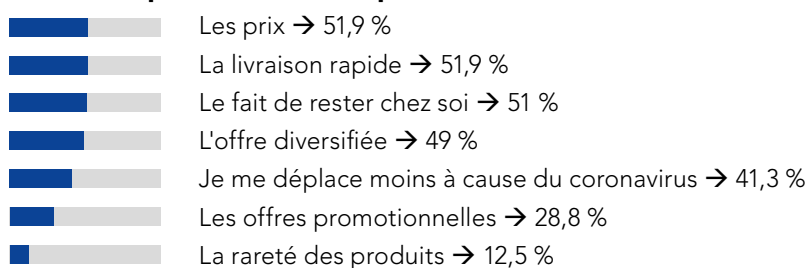 Les prix → 51,9 %
La livraison rapide → 51,9 %
Le fait de rester chez soi → 51 %
L'offre diversifiée → 49 %
Je me déplace moins à cause du coronavirus → 41,3 %
Les offres promotionnelles → 28,8 %
La rareté des produits → 12,5 %